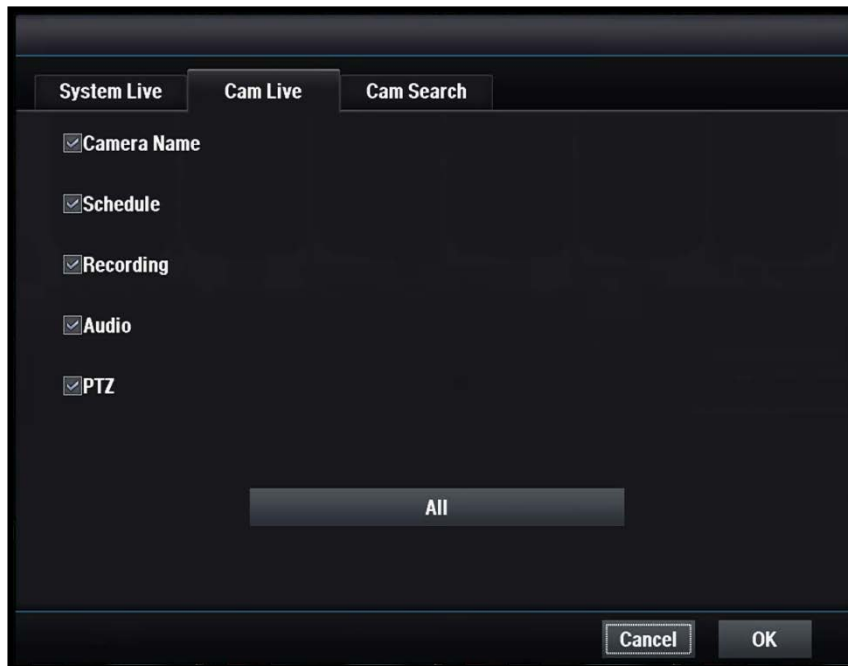 System Live Cam Live Cam Search
Camera Name
Schedule
Recording
Audio
PTZ
All
Cancel OK